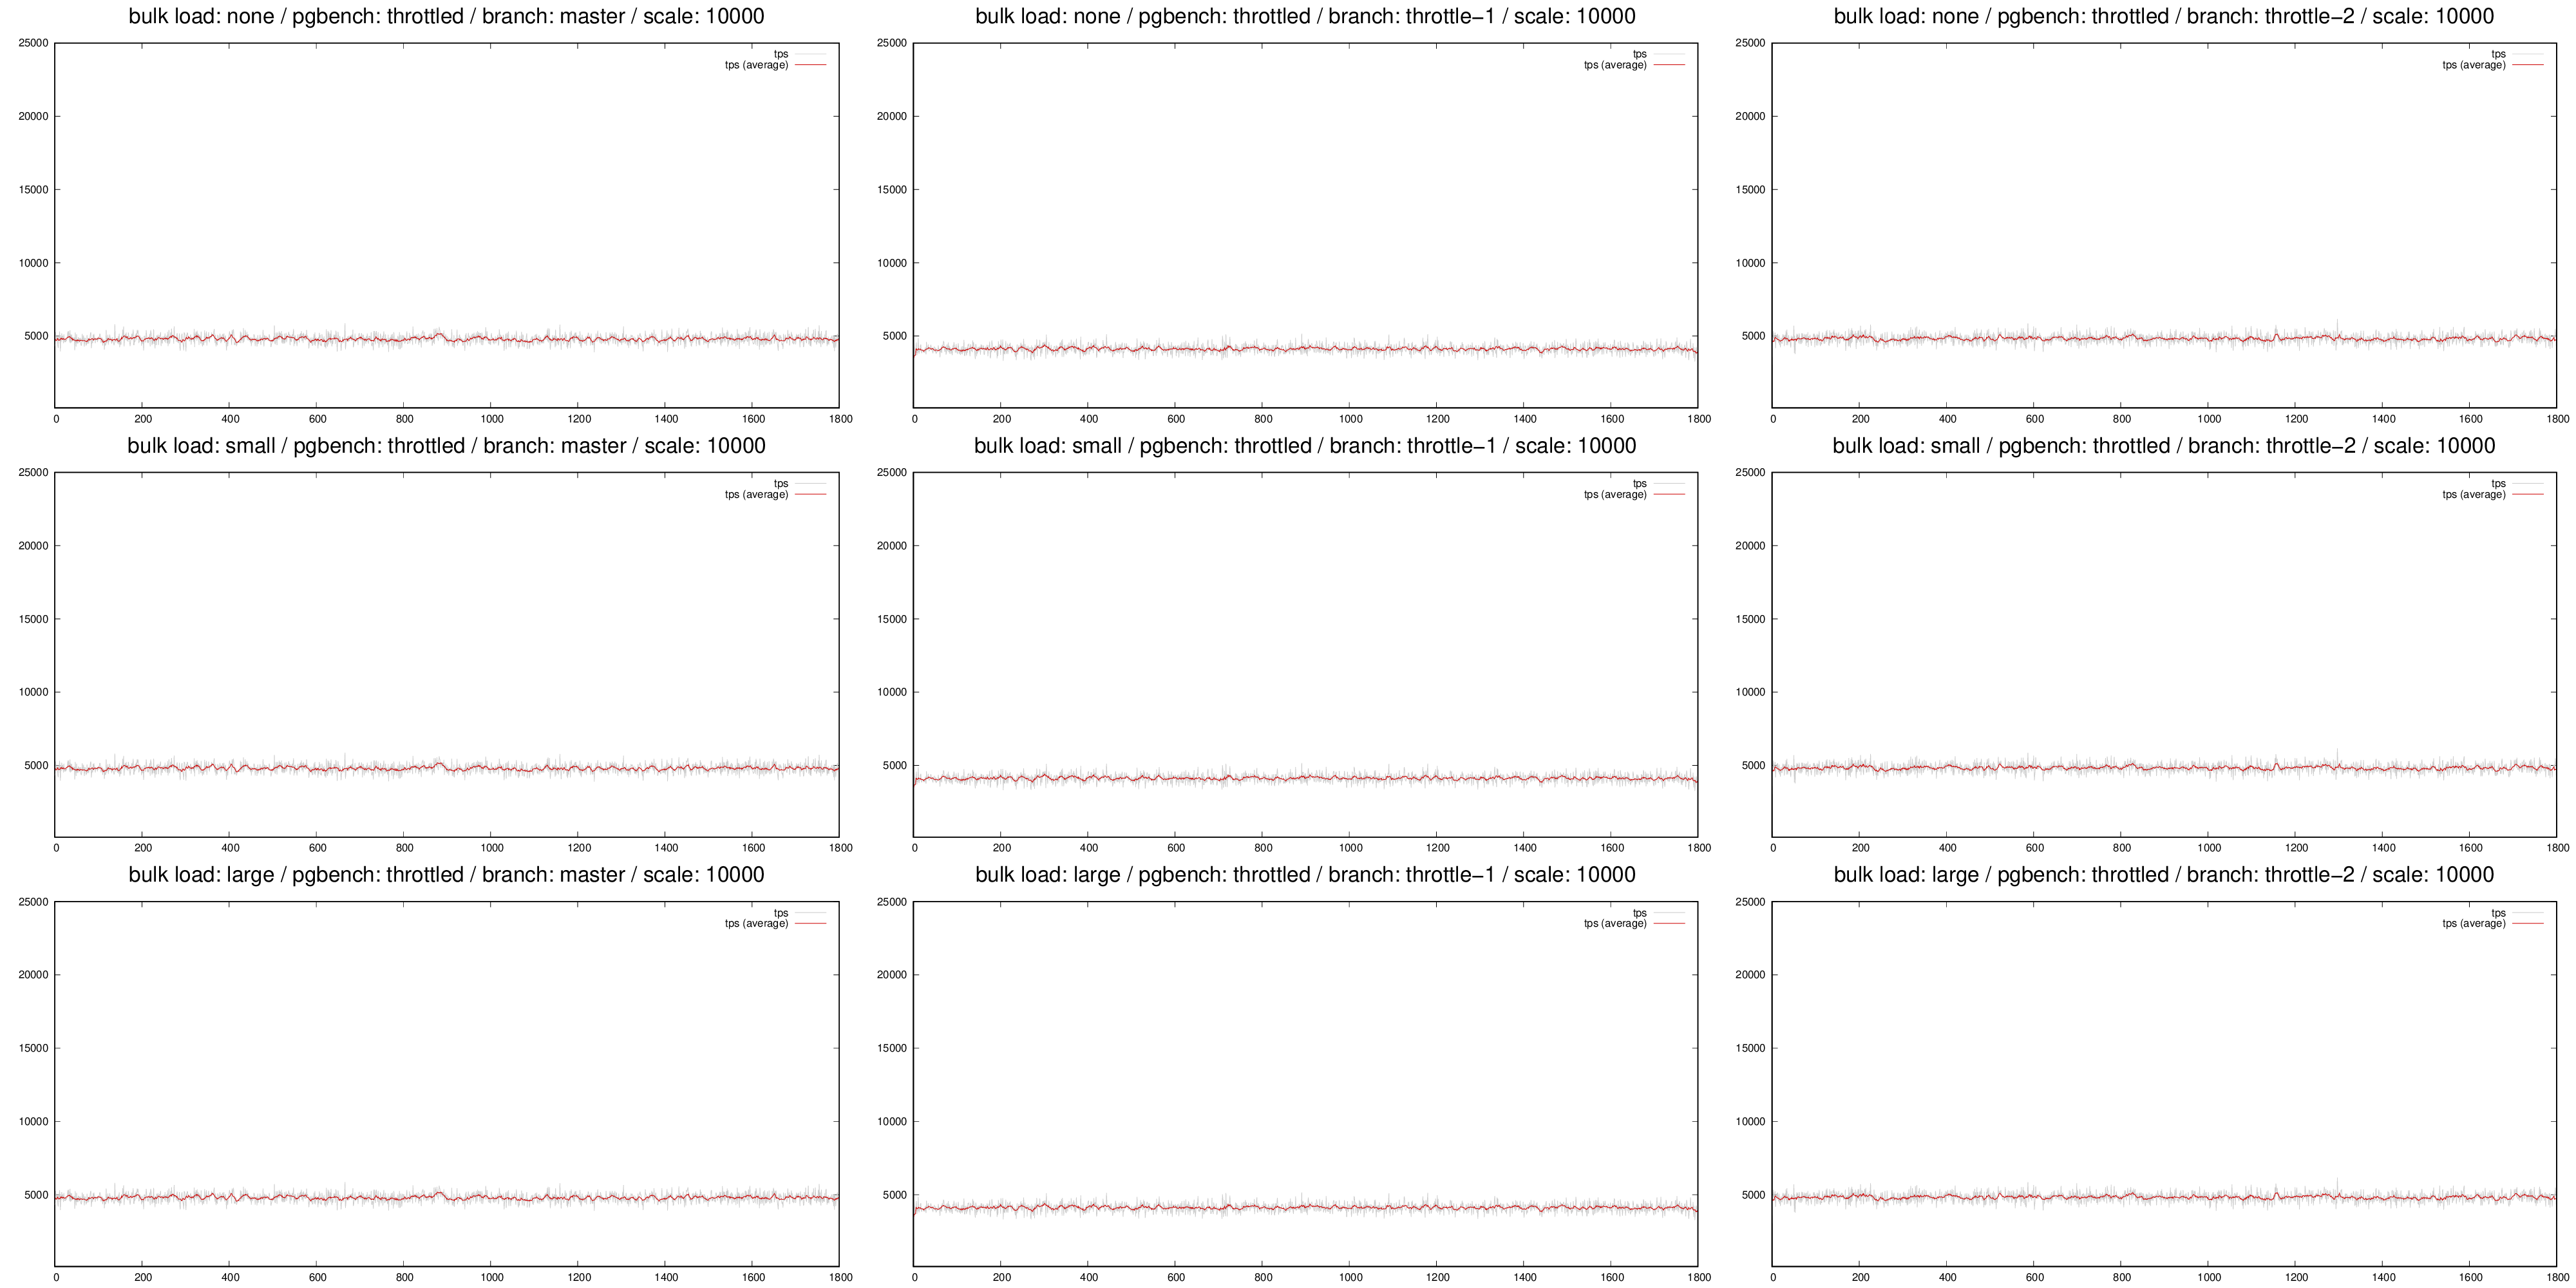 bulk load: none / pgbench: throttled / branch: master / scale: 10000
25000
20000
15000
10000
5000
0 200 400 600 800 1000 1200 1400 1600 1800
tps
tps (average)
bulk load: none / pgbench: throttled / branch: throttle−1 / scale: 10000
25000
20000
15000
10000
5000
0 200 400 600 800 1000 1200 1400 1600 1800
tps
tps (average)
bulk load: none / pgbench: throttled / branch: throttle−2 / scale: 10000
25000
20000
15000
10000
5000
0 200 400 600 800 1000 1200 1400 1600 1800
tps
tps (average)
bulk load: small / pgbench: throttled / branch: master / scale: 10000
25000
20000
15000
10000
5000
0 200 400 600 800 1000 1200 1400 1600 1800
tps
tps (average)
bulk load: small / pgbench: throttled / branch: throttle−1 / scale: 10000
25000
20000
15000
10000
5000
0 200 400 600 800 1000 1200 1400 1600 1800
tps
tps (average)
bulk load: small / pgbench: throttled / branch: throttle−2 / scale: 10000
25000
20000
15000
10000
5000
0 200 400 600 800 1000 1200 1400 1600 1800
tps
tps (average)
bulk load: large / pgbench: throttled / branch: master / scale: 10000
25000
20000
15000
10000
5000
0 200 400 600 800 1000 1200 1400 1600 1800
tps
tps (average)
bulk load: large / pgbench: throttled / branch: throttle−1 / scale: 10000
25000
20000
15000
10000
5000
0 200 400 600 800 1000 1200 1400 1600 1800
tps
tps (average)
bulk load: large / pgbench: throttled / branch: throttle−2 / scale: 10000
25000
20000
15000
10000
5000
0 200 400 600 800 1000 1200 1400 1600 1800
tps
tps (average)